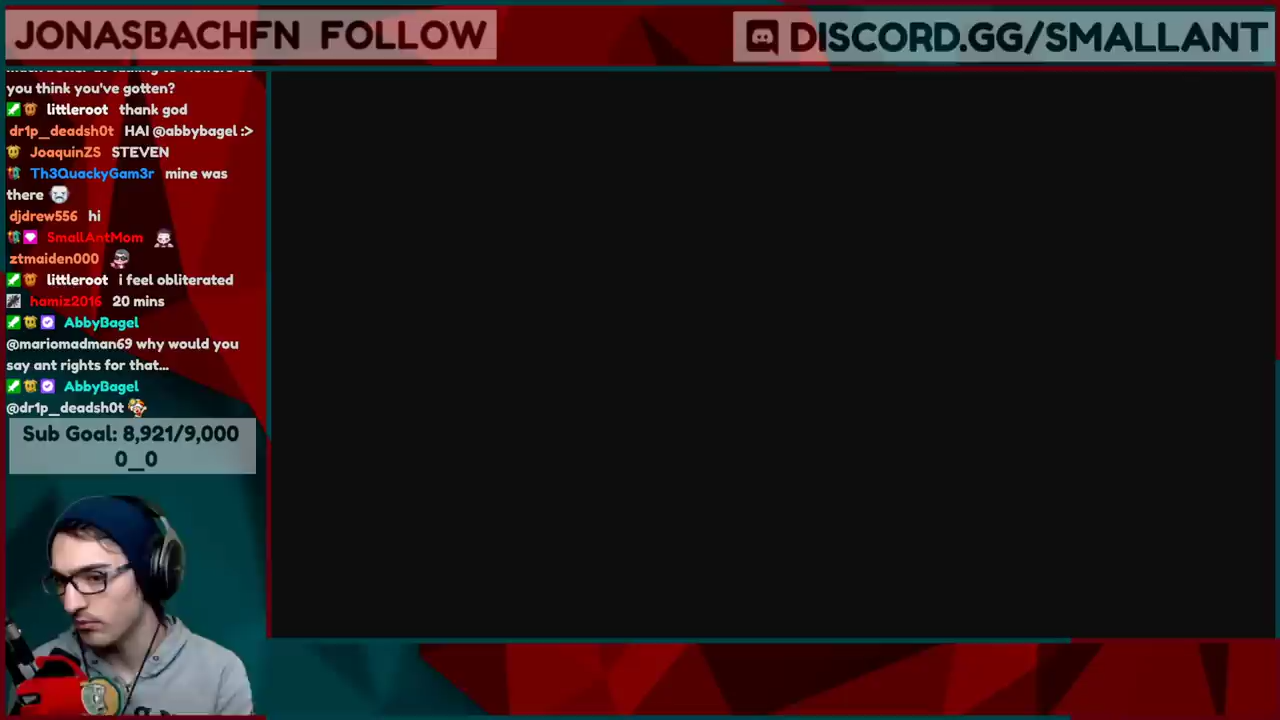 JONASBACHFN FOLLOW
DISCORD.GG/SMALLANT
you think you've gotten?
littleroot thank god
dr1p_deadsh0t HAI @abbybagel :>
JoaquinZS STEVEN
Th3QuackyGam3r mine was
there
djdrew556 hi
SmallAntMom
ztmaiden000
littleroot i feel obliterated
hamiz2016 20 mins
AbbyBagel
@mariomadman69 why would you
say ant rights for that...
AbbyBagel
@dr1p_deadsh0t
Sub Goal: 8,921/9,000
0_0